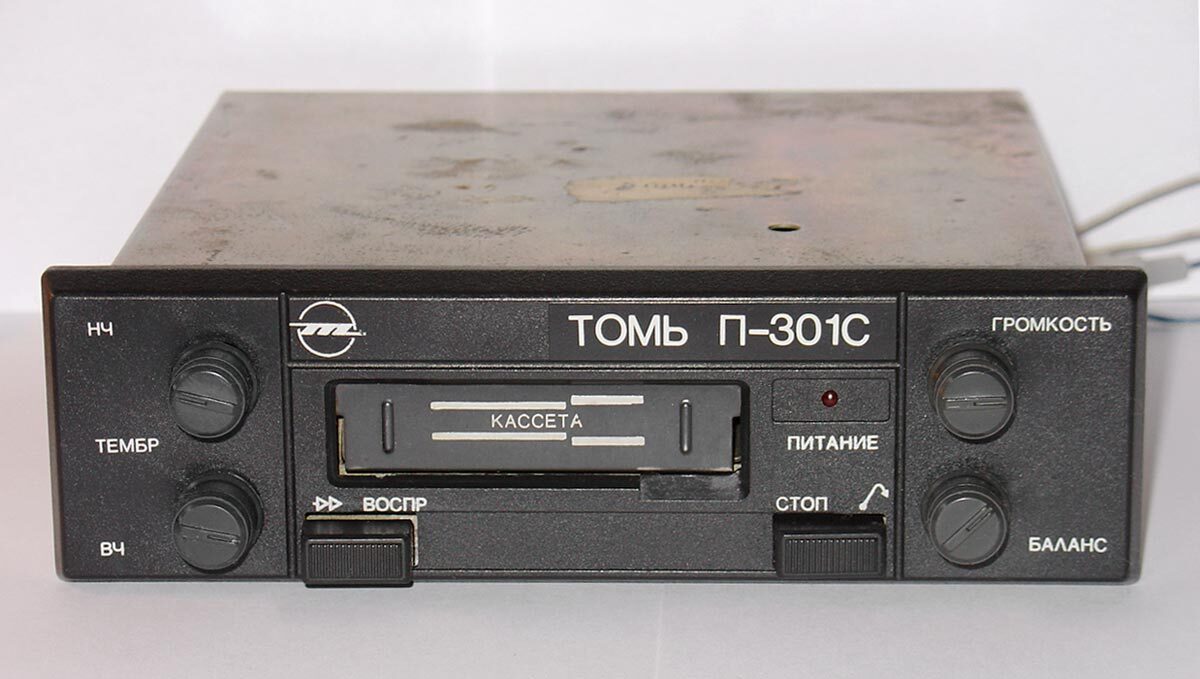 ТОМЬ П-301С
НЧ
ТЕМБР
ВЧ
КАССЕТА
ПИТАНИЕ
ВОСПР
СТОП
ГРОМКОСТЬ
БАЛАНС